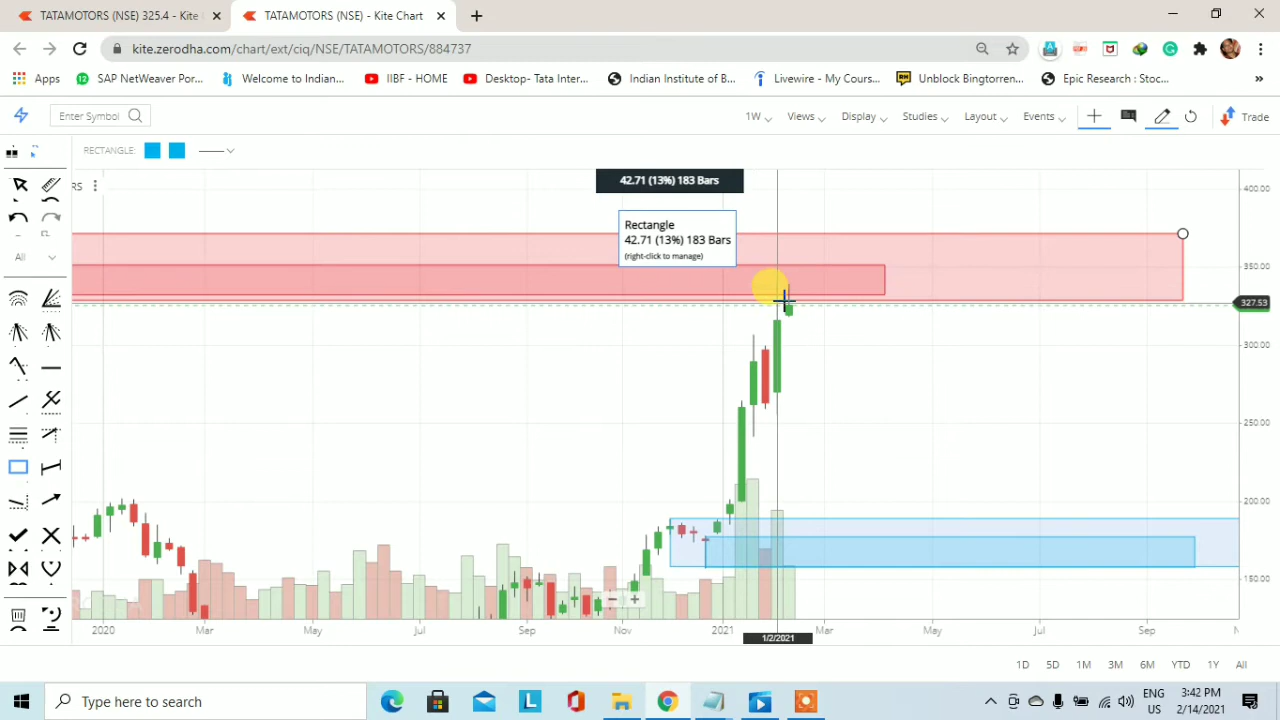 TATAMOTORS (NSE) 325.4 - Kite
TATAMOTORS (NSE) - Kite Chart
kite.zerodha.com/chart/ext/ciq/NSE/TATAMOTORS/884737
Apps
SAP NetWeaver Por...
Welcome to Indian...
IIBF - HOME
Desktop- Tata Inter...
Indian Institute of B...
Livewire - My Cours...
Unblock Bingtorren...
Epic Research : Stoc...
»
Enter Symbol
1W
Views
Display
Studies
Layout
Events
Trade
RECTANGLE:
RS
42.71 (13%) 183 Bars
Rectangle
42.71 (13%) 183 Bars
(right-click to manage)
All
400.00
350.00
327.53
300.00
250.00
200.00
150.00
2020
Mar
May
Jul
Sep
Nov
2021
Mar
May
Jul
Sep
1/2/2021
1D
5D
1M
3M
6M
YTD
1Y
All
Type here to search
ENG
US
3:42 PM
2/14/2021